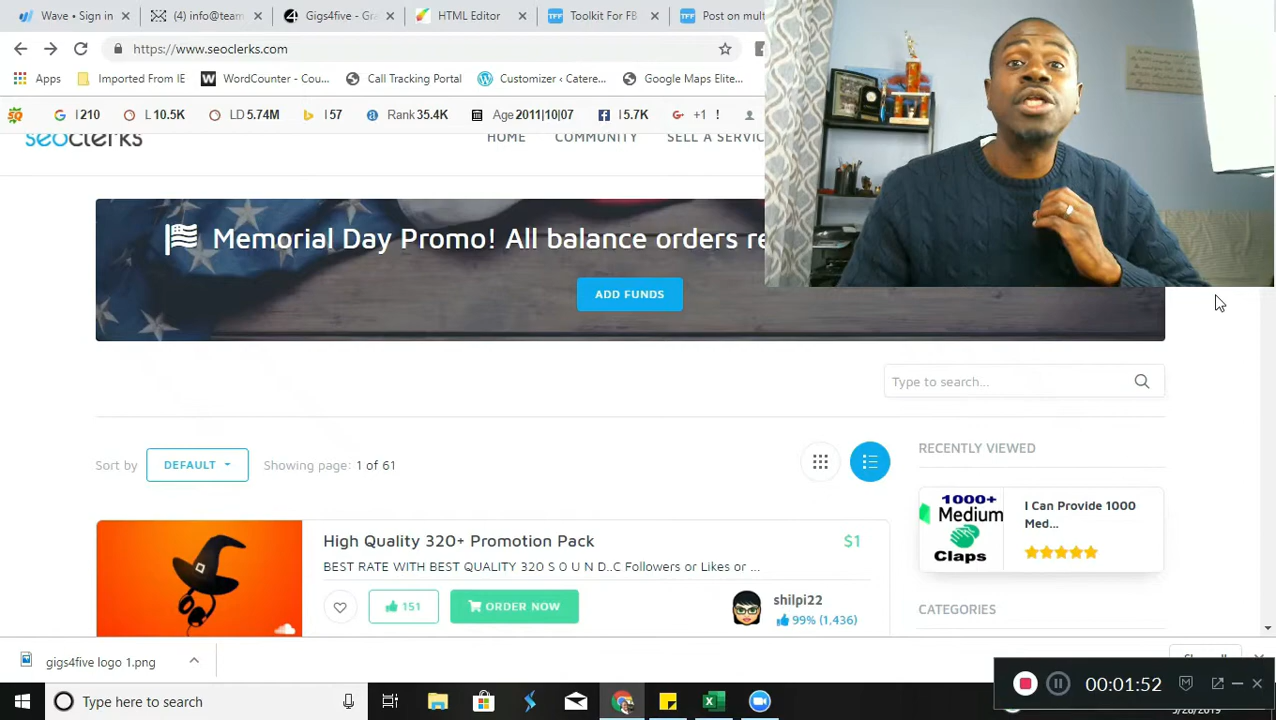 Wave • Sign in
(4) info@team
Gigs4five - Gra
HTML Editor
Toolkit For FB
Post on mult
https://www.seoclerks.com
Apps
Imported From IE
WordCounter - Cou...
Call Tracking Portal
Customizer ‹ Catere...
Google Maps Elite...
I 210
L 10.5K
LD 5.74M
I 57
Rank 35.4K
Age 2011|10|07
I 5.7K
+1 !
seoclerks
HOME
COMMUNITY
SELL A SERVIC
Memorial Day Promo! All balance orders re
ADD FUNDS
Type to search...
Sort by
DEFAULT
Showing page: 1 of 61
RECENTLY VIEWED
1000+
Medium
Claps
I Can Provide 1000
Med...
High Quality 320+ Promotion Pack
$1
BEST RATE WITH BEST QUALITY 320 S O U N D..C Followers or Likes or ...
151
ORDER NOW
shilpi22
99% (1,436)
CATEGORIES
gigs4five logo 1.png
00:01:52
Type here to search
5/28/2019